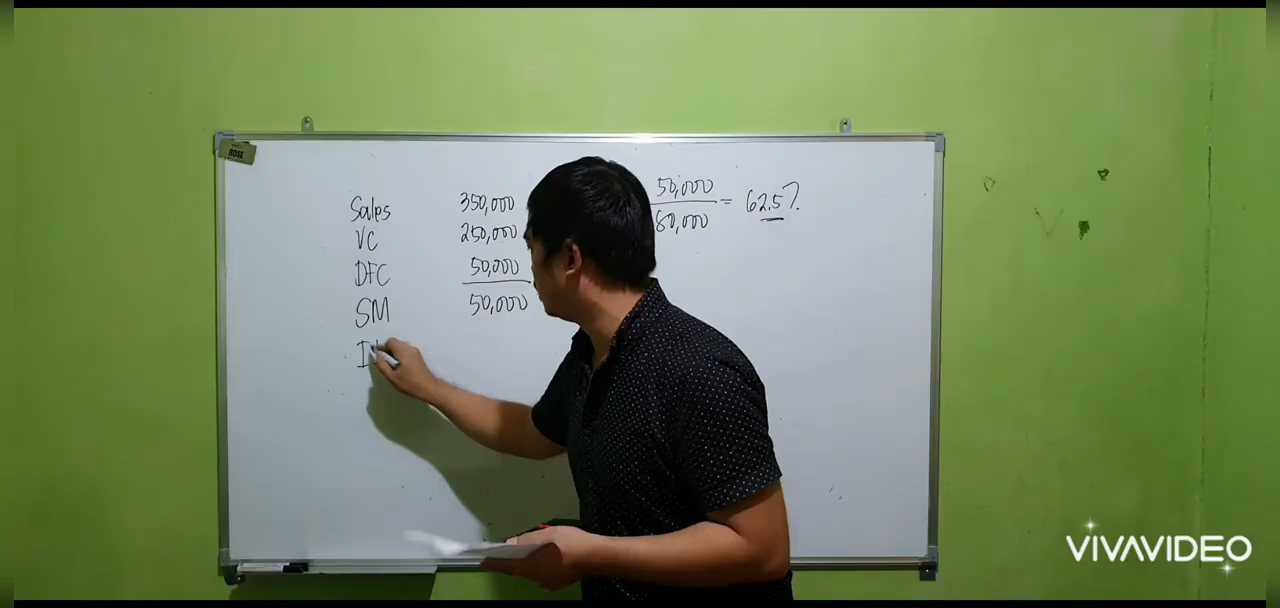 ROSE
Sales 350,000
VC 250,000
DFC 50,000
SM 50,000
50,000
80,000 = 62.5%
VIVAVIDEO